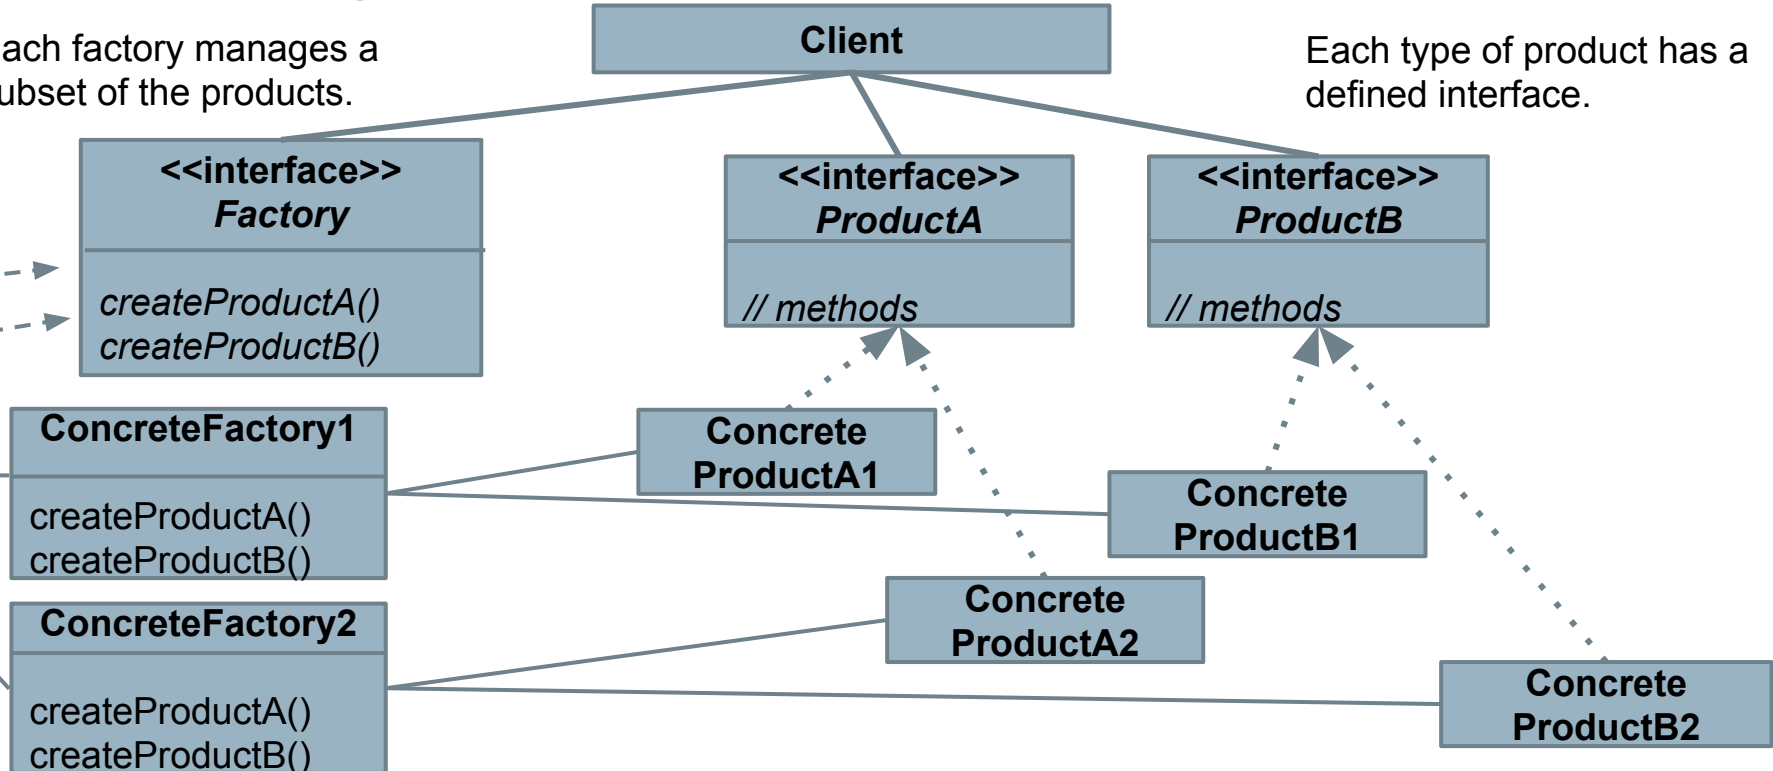 ach factory manages a
ubset of the products.
Client
Each type of product has a
defined interface.
<<interface>>
Factory
createProductA()
createProductB()
<<interface>>
ProductA
// methods
<<interface>>
ProductB
// methods
ConcreteFactory1
createProductA()
createProductB()
Concrete
ProductA1
Concrete
ProductB1
ConcreteFactory2
createProductA()
createProductB()
Concrete
ProductA2
Concrete
ProductB2